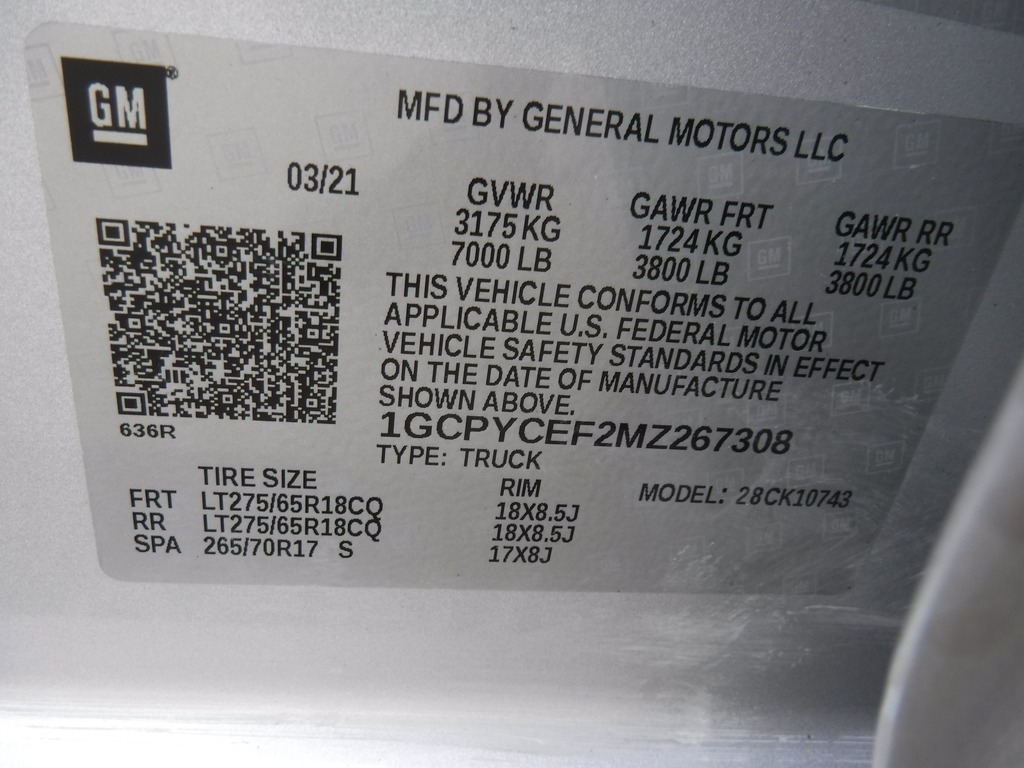 GM®
MFD BY GENERAL MOTORS LLC
03/21
GVWR GAWR FRT GAWR RR
3175 KG 1724 KG 1724 KG
7000 LB 3800 LB 3800 LB
THIS VEHICLE CONFORMS TO ALL
APPLICABLE U.S. FEDERAL MOTOR
VEHICLE SAFETY STANDARDS IN EFFECT
ON THE DATE OF MANUFACTURE
SHOWN ABOVE.
636R
1GCPYCEF2MZ267308
TYPE: TRUCK
TIRE SIZE RIM MODEL: 28CK10743
FRT LT275/65R18CQ 18X8.5J
RR LT275/65R18CQ 18X8.5J
SPA 265/70R17 S 17X8J